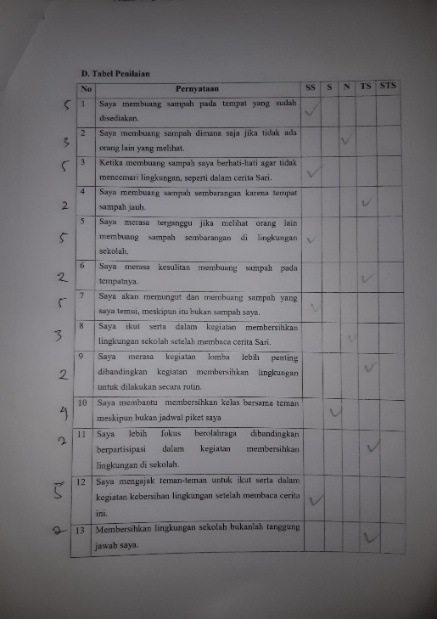 D. Tabel Penilaian
No Pernyataan SS S N TS STS
5 1 Saya membuang sampah pada tempat yang sudah
disediakan. ✓
3 2 Saya membuang sampah dimana saja jika tidak ada
orang lain yang melihat. ✓
5 3 Ketika membuang sampah saya berhati-hati agar tidak
mencemari lingkungan, seperti dalam cerita Sari. ✓
2 4 Saya membuang sampah sembarangan karena tempat
sampah jauh. ✓
5 5 Saya merasa terganggu jika melihat orang lain
membuang sampah sembarangan di lingkungan ✓
sekolah.
2 6 Saya merasa kesulitan membuang sampah pada
tempatnya. ✓
5 7 Saya akan memungut dan membuang sampah yang
saya temui, meskipun itu bukan sampah saya. ✓
3 8 Saya ikut serta dalam kegiatan membersihkan
lingkungan sekolah setelah membaca cerita Sari. ✓
2 9 Saya merasa kegiatan lomba lebih penting
dibandingkan kegiatan membersihkan lingkungan ✓
untuk dilakukan secara rutin.
4 10 Saya membantu membersihkan kelas bersama teman
meskipun bukan jadwal piket saya ✓
2 11 Saya lebih fokus berolahraga dibandingkan
berpartisipasi dalam kegiatan membersihkan ✓
lingkungan di sekolah.
5 12 Saya mengajak teman-teman untuk ikut serta dalam
kegiatan kebersihan lingkungan setelah membaca cerita ✓
ini.
2 13 Membersihkan lingkungan sekolah bukanlah tanggung
jawab saya. ✓